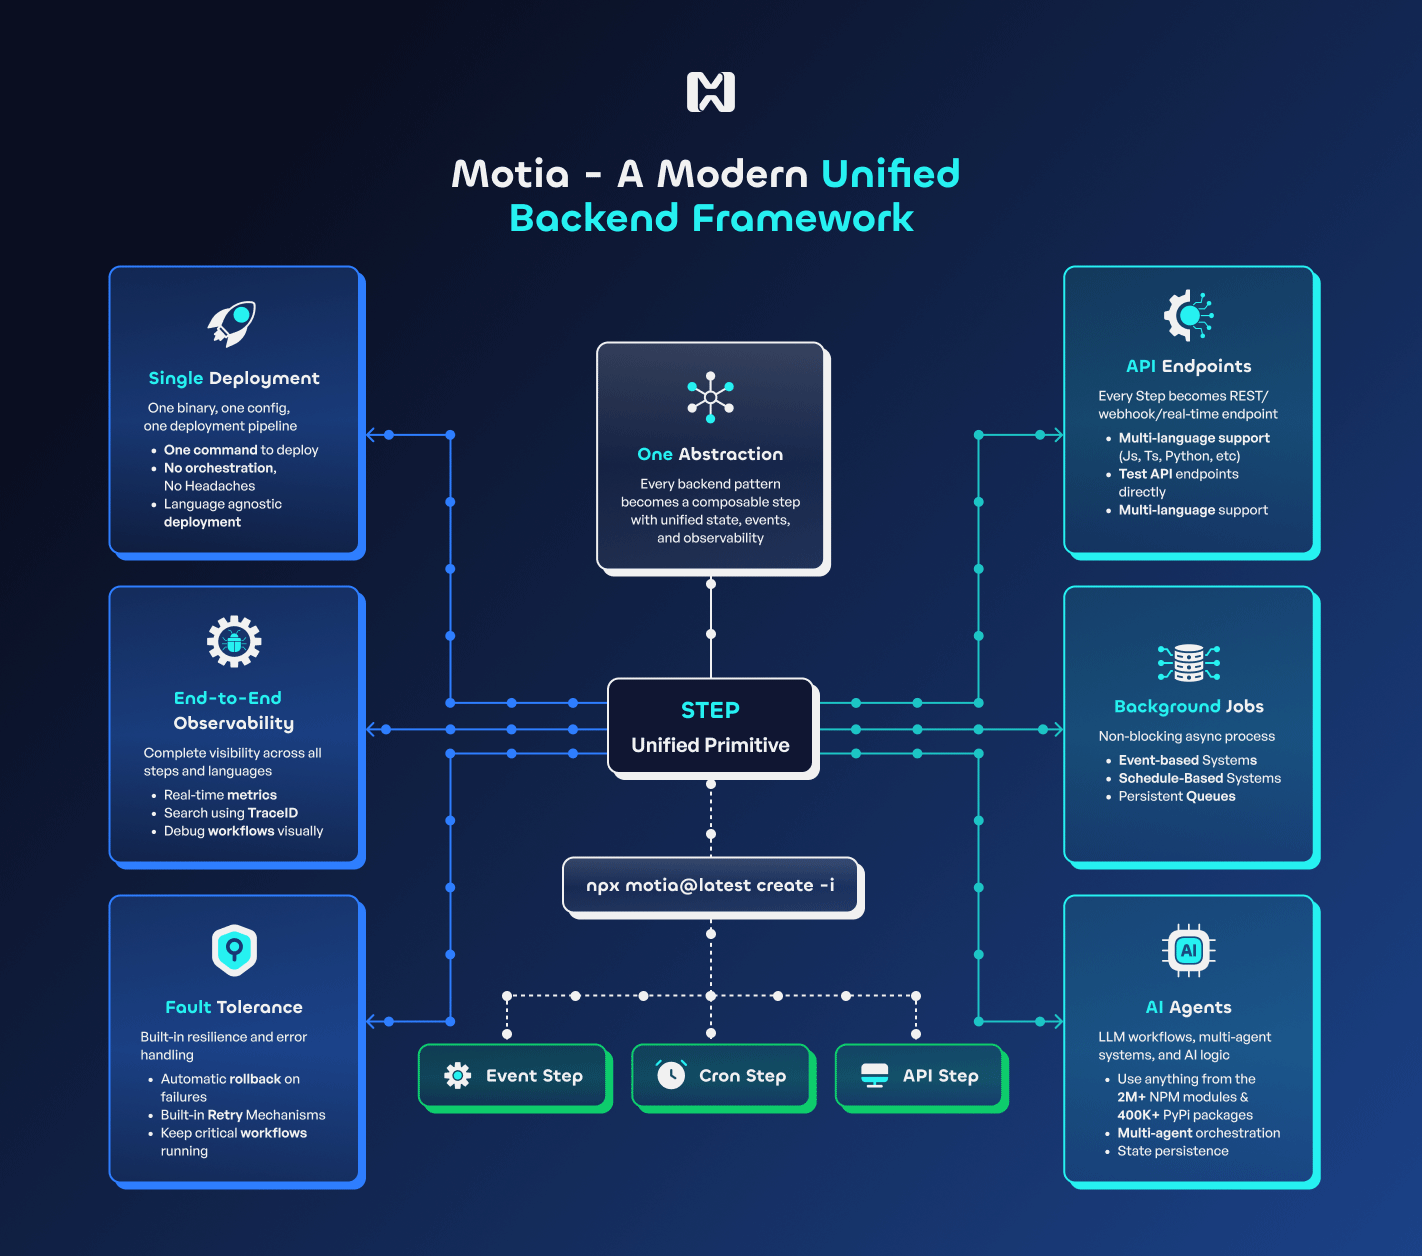 Motia - A Modern Unified
Backend Framework
Single Deployment
One binary, one config,
one deployment pipeline
• One command to deploy
• No orchestration,
No Headaches
• Language agnostic
deployment
End-to-End
Observability
Complete visibility across all
steps and languages
• Real-time metrics
• Search using TraceID
• Debug workflows visually
Fault Tolerance
Built-in resilience and error
handling
• Automatic rollback on
failures
• Built-in Retry Mechanisms
• Keep critical workflows
running
One Abstraction
Every backend pattern
becomes a composable step
with unified state, events,
and observability
STEP
Unified Primitive
npx motia@latest create -i
Event Step
Cron Step
API Step
API Endpoints
Every Step becomes REST/
webhook/real-time endpoint
• Multi-language support
(Js, Ts, Python, etc)
• Test API endpoints
directly
• Multi-language support
Background Jobs
Non-blocking async process
• Event-based Systems
• Schedule-Based Systems
• Persistent Queues
AI
AI Agents
LLM workflows, multi-agent
systems, and AI logic
• Use anything from the
2M+ NPM modules &
400K+ PyPi packages
• Multi-agent orchestration
• State persistence